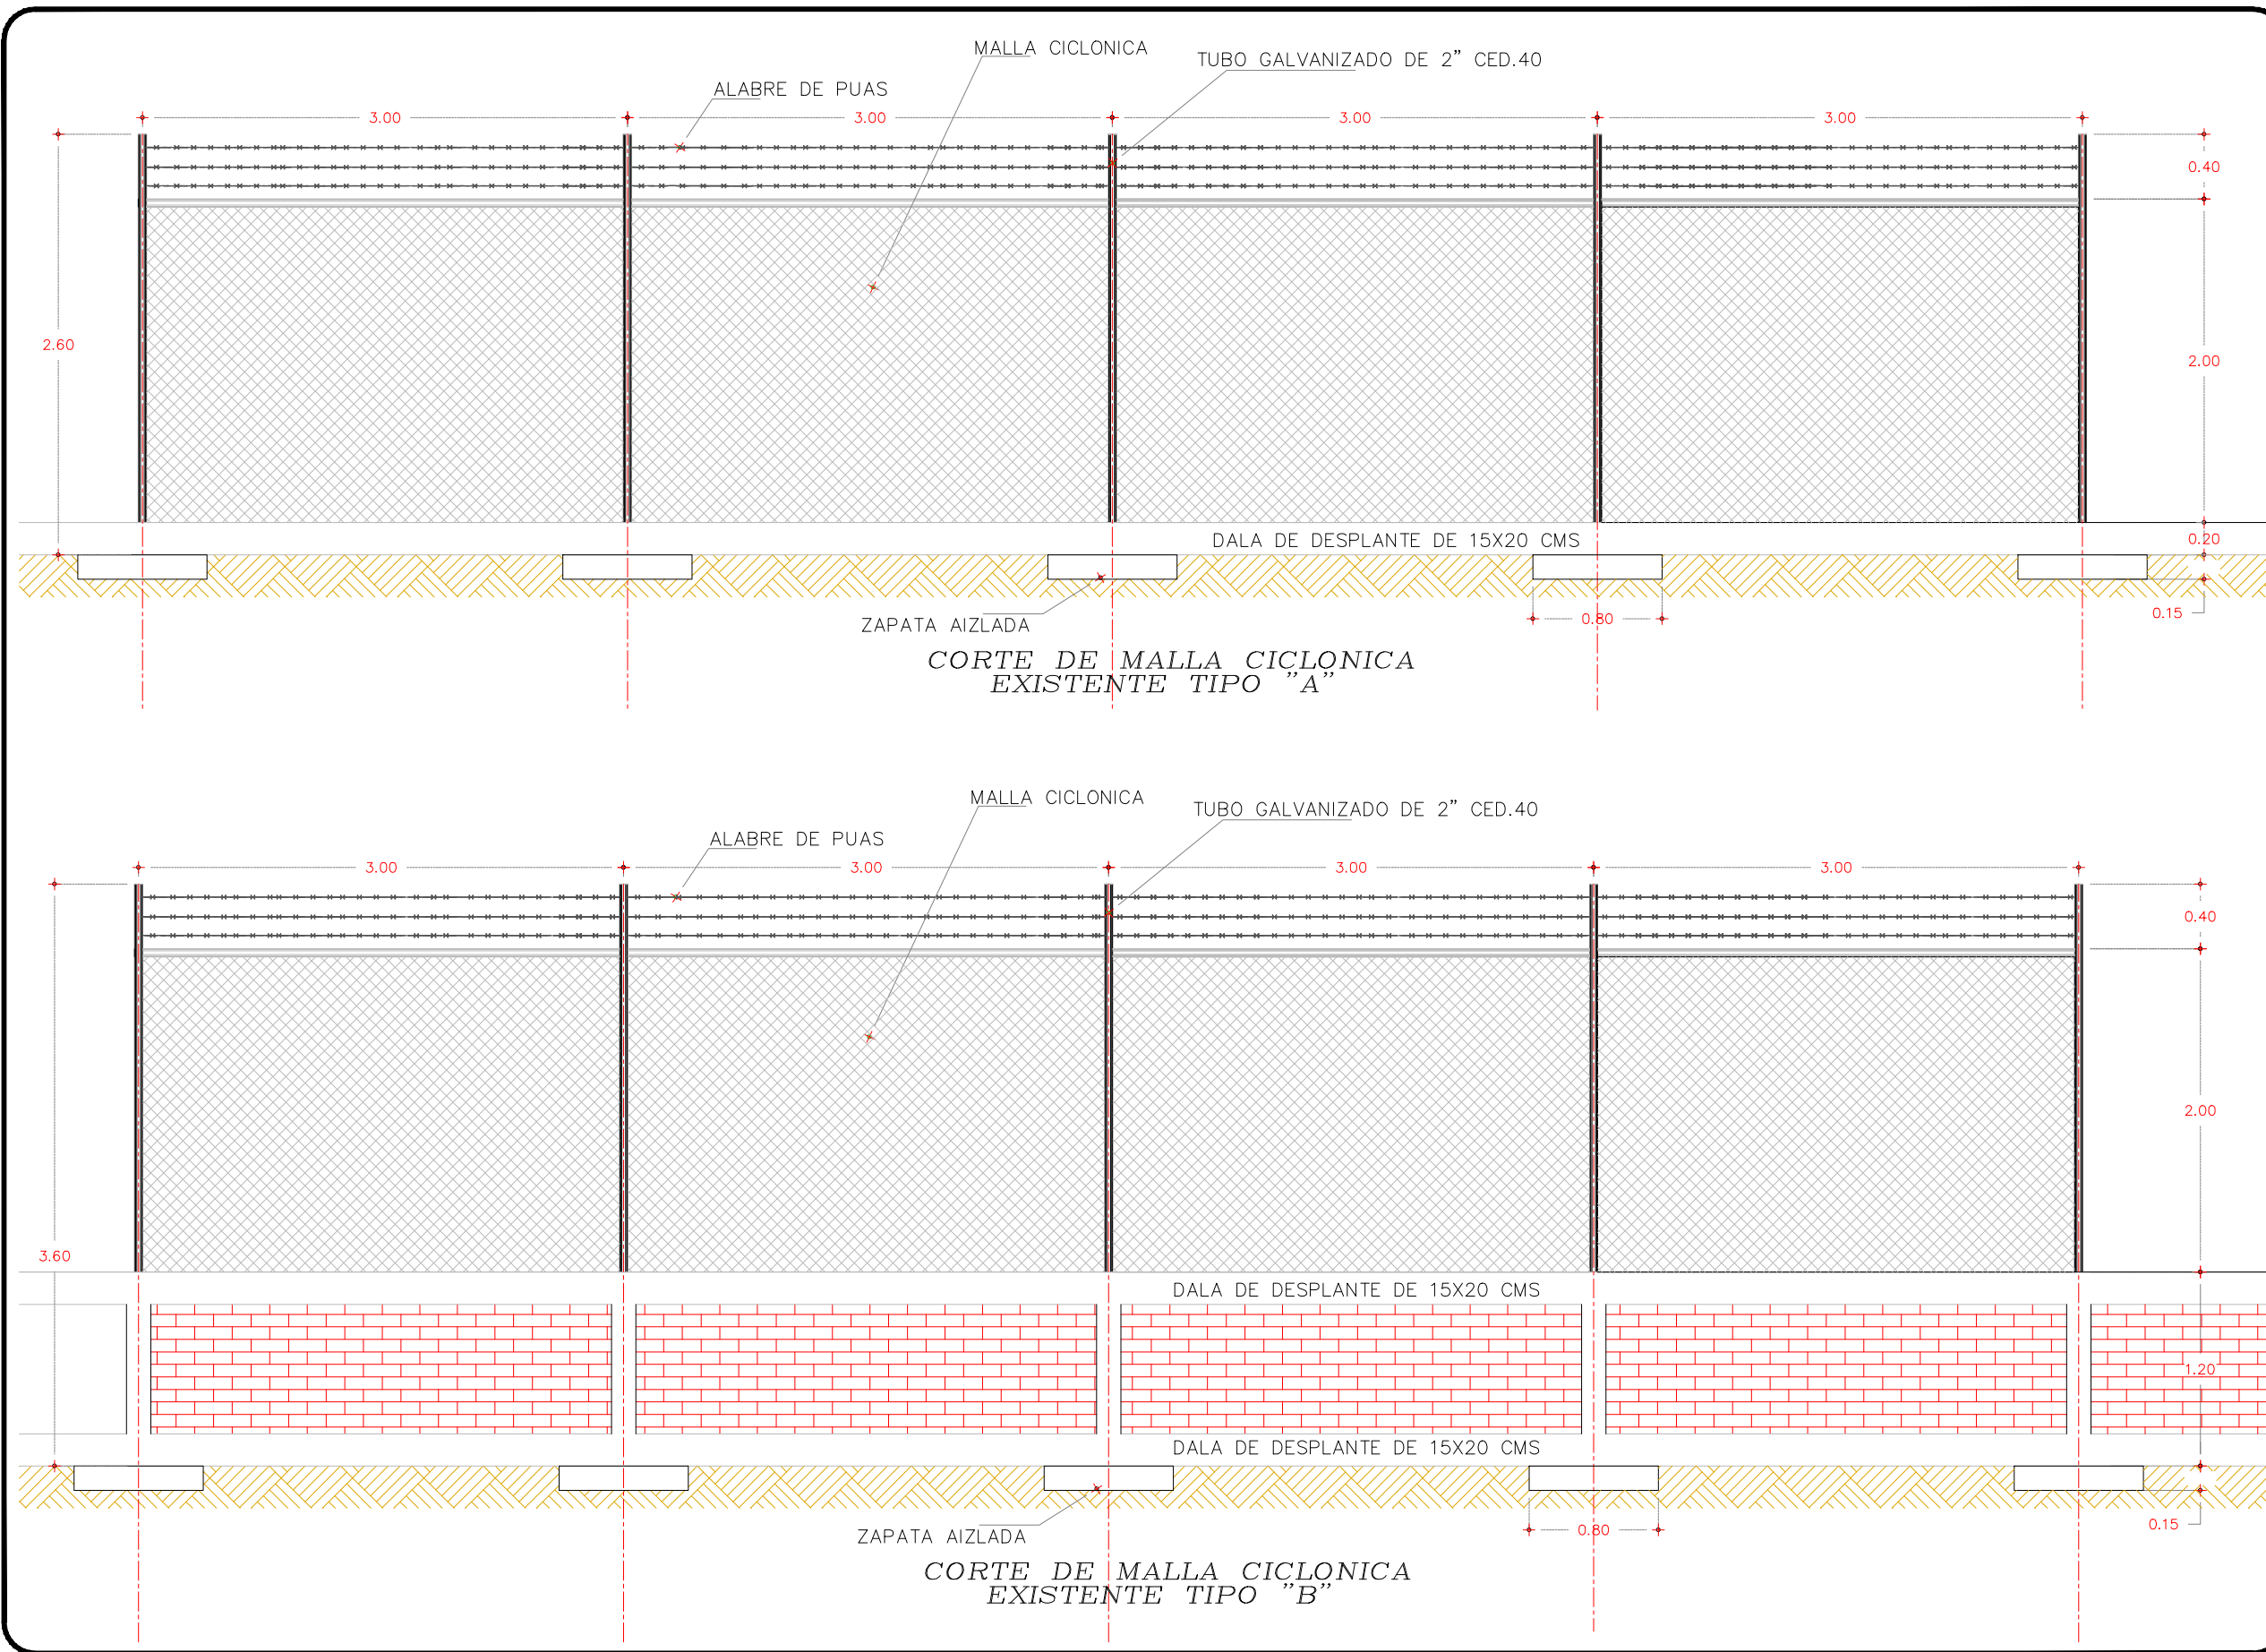 MALLA CICLONICA
TUBO GALVANIZADO DE 2" CED.40
ALABRE DE PUAS
3.00
3.00
3.00
3.00
0.40
2.60
2.00
DALA DE DESPLANTE DE 15X20 CMS
0.20
ZAPATA AIZLADA
0.80
0.15
CORTE DE MALLA CICLONICA
EXISTENTE TIPO "A"
MALLA CICLONICA
TUBO GALVANIZADO DE 2" CED.40
ALABRE DE PUAS
3.00
3.00
3.00
3.00
0.40
2.00
3.60
DALA DE DESPLANTE DE 15X20 CMS
1.20
DALA DE DESPLANTE DE 15X20 CMS
ZAPATA AIZLADA
0.80
0.15
CORTE DE MALLA CICLONICA
EXISTENTE TIPO "B"